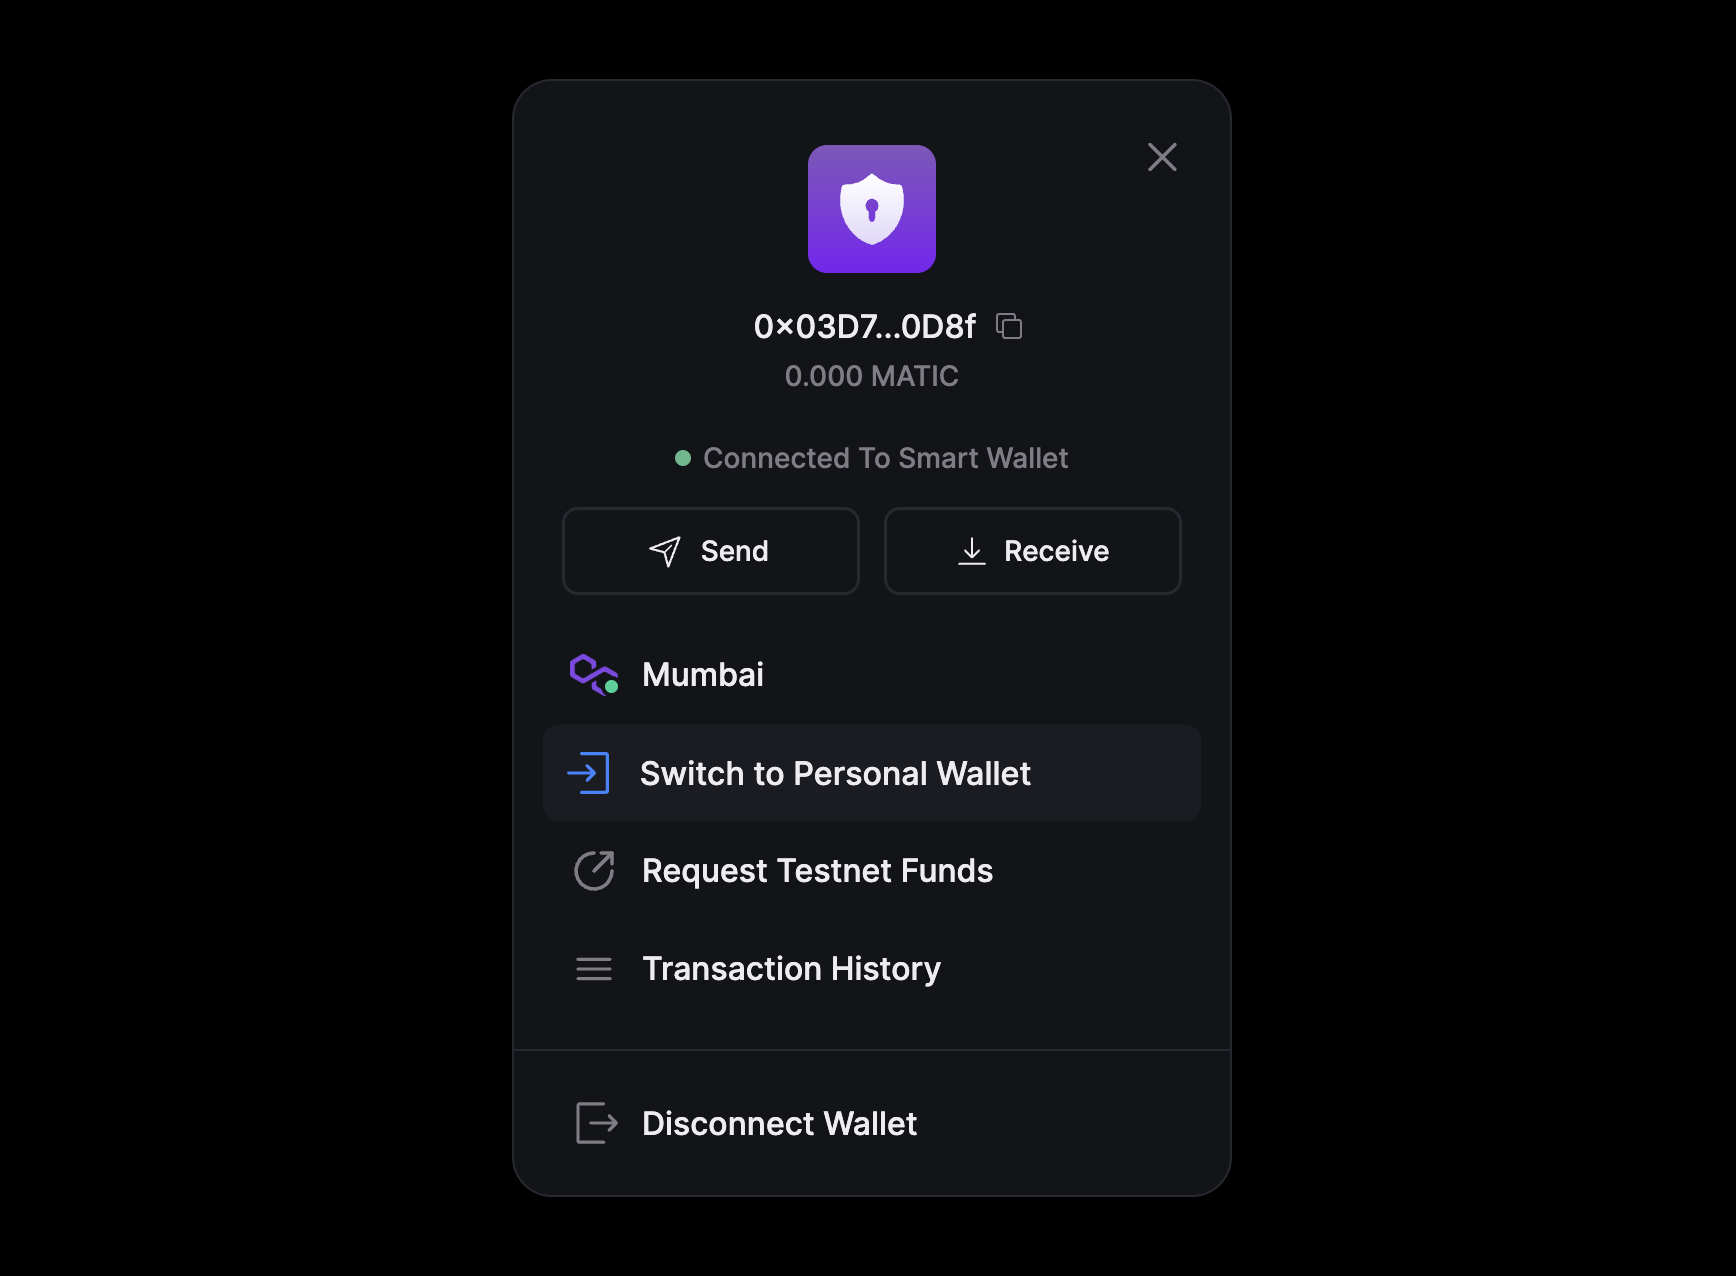 0x03D7...0D8f
0.000 MATIC
Connected To Smart Wallet
Send
Receive
Mumbai
Switch to Personal Wallet
Request Testnet Funds
Transaction History
Disconnect Wallet